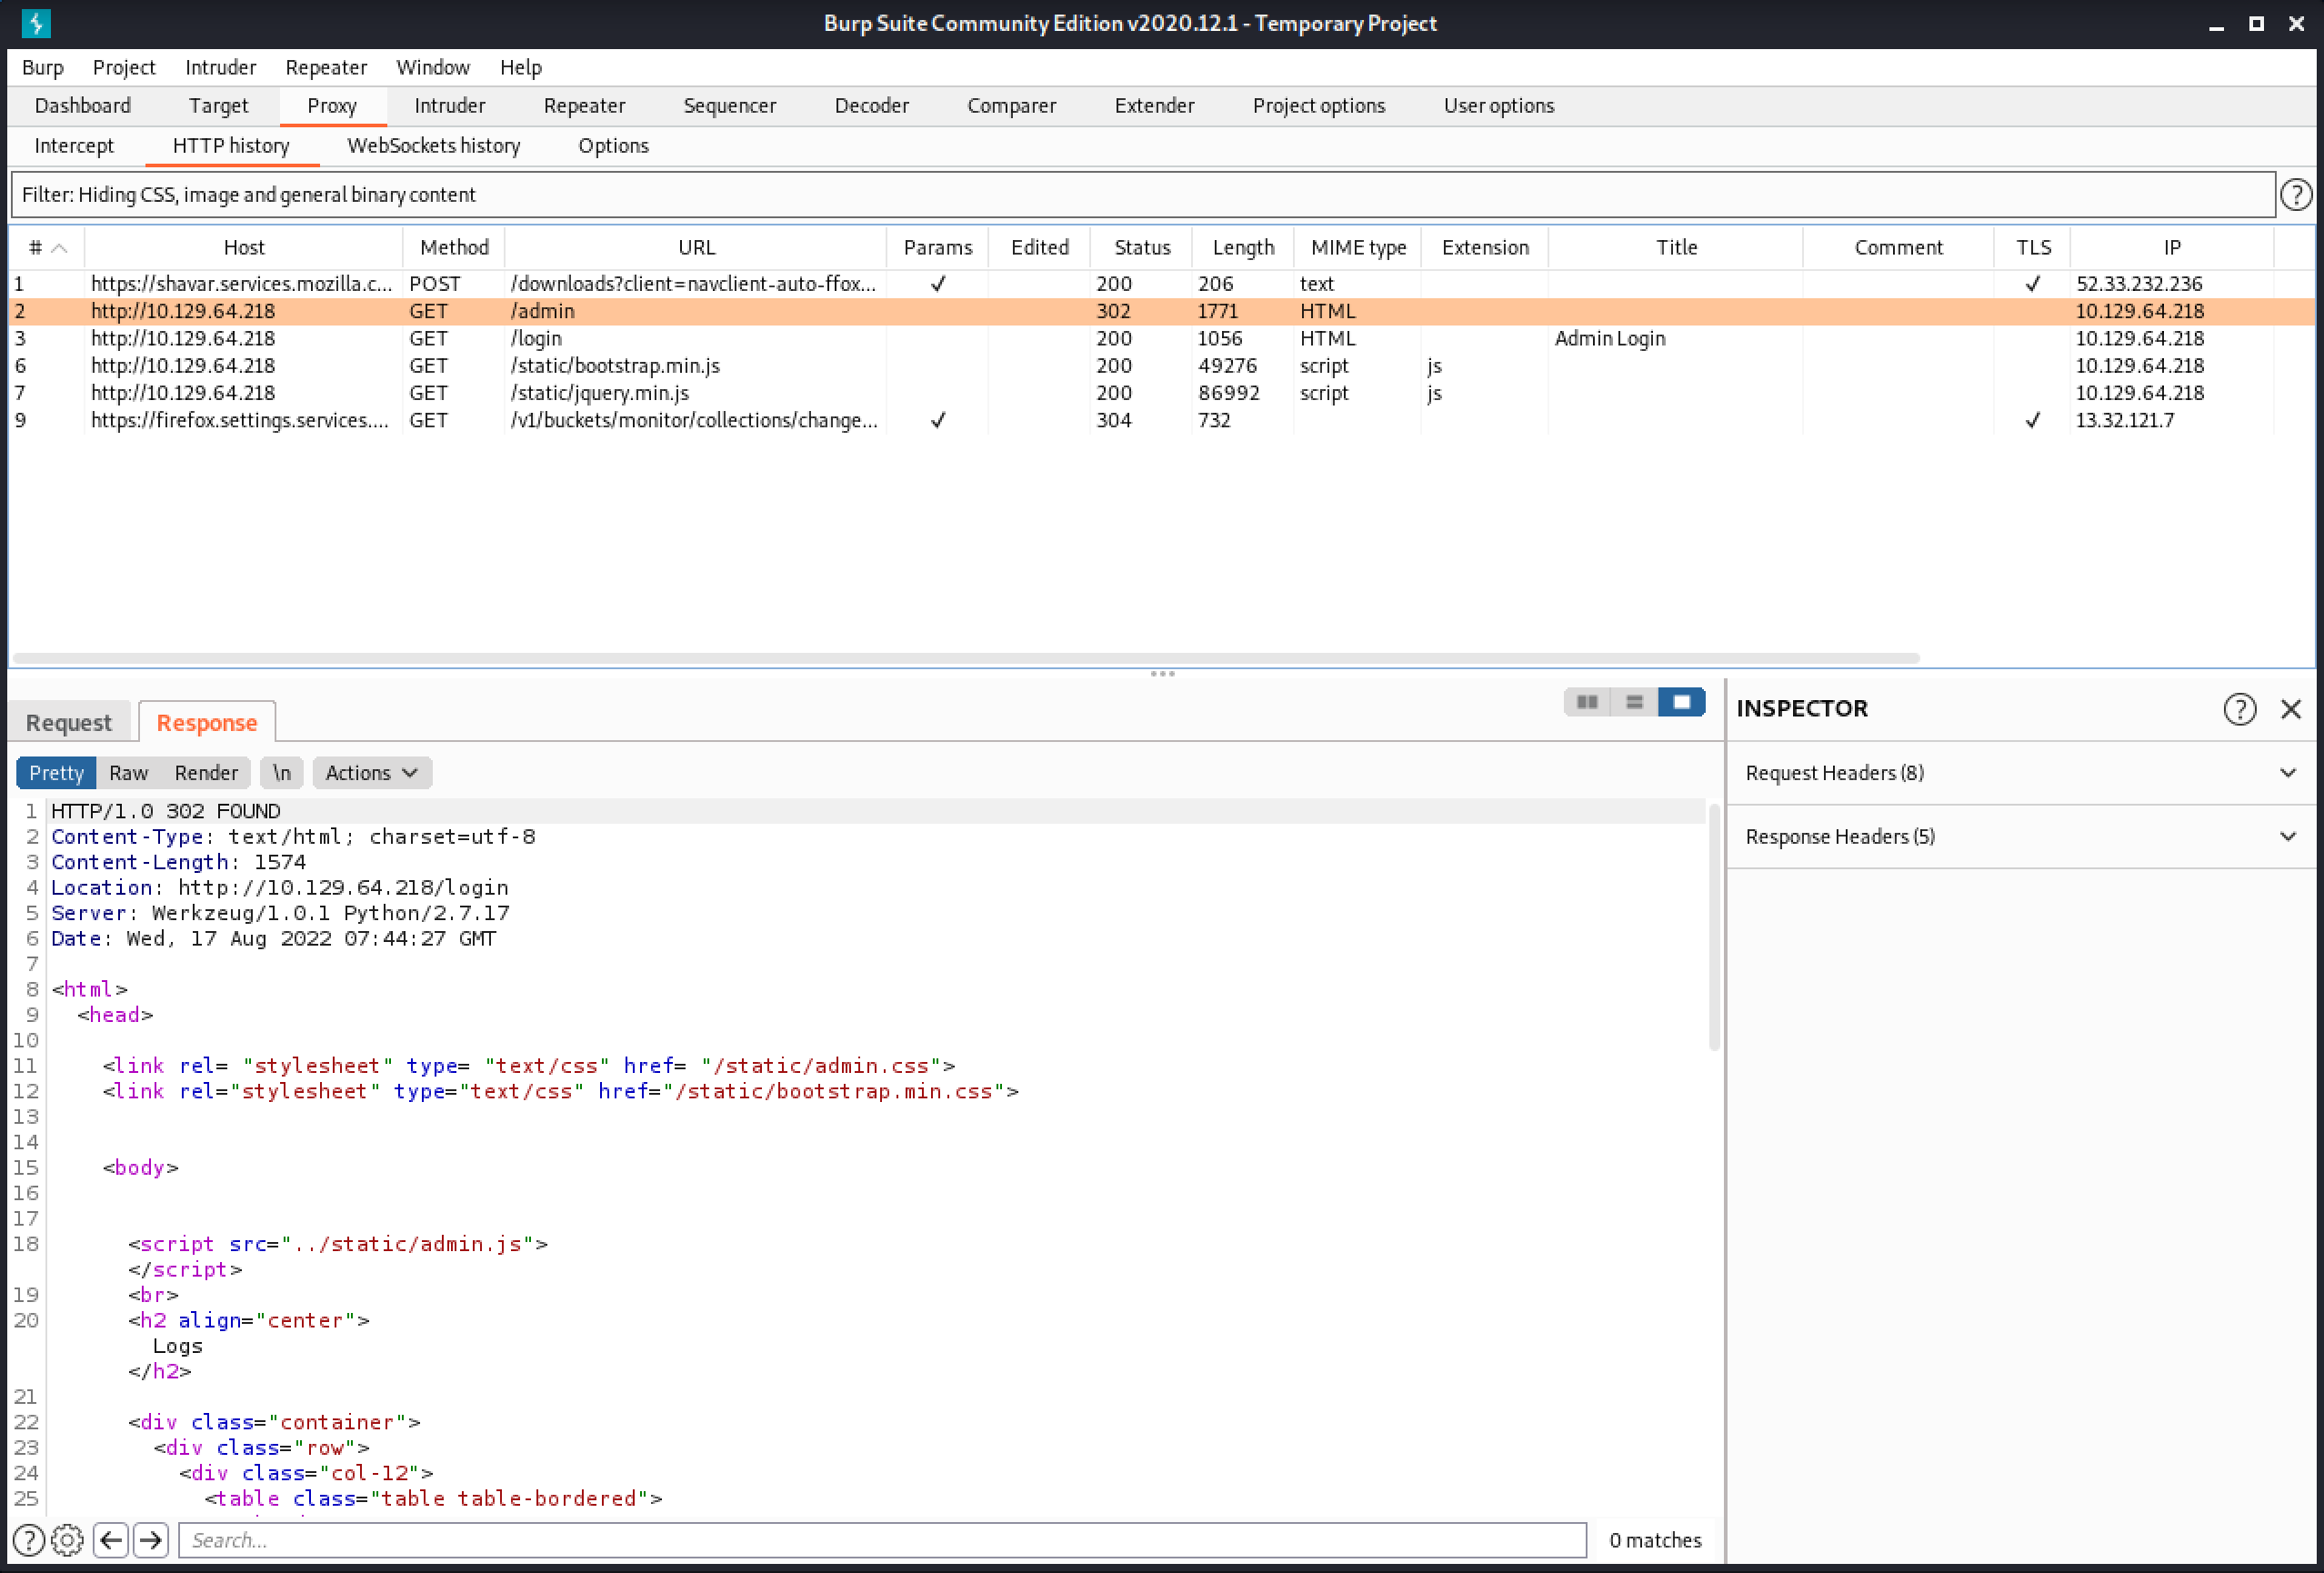 Burp Suite Community Edition v2020.12.1 - Temporary Project
Burp Project Intruder Repeater Window Help
Dashboard Target Proxy Intruder Repeater Sequencer Decoder Comparer Extender Project options User options
Intercept HTTP history WebSockets history Options
Filter: Hiding CSS, image and general binary content
# Host Method URL Params Edited Status Length MIME type Extension Title Comment TLS IP
1 https://shavar.services.mozilla.c... POST /downloads?client=navclient-auto-ffox... ✓ 200 206 text ✓ 52.33.232.236
2 http://10.129.64.218 GET /admin 302 1771 HTML 10.129.64.218
3 http://10.129.64.218 GET /login 200 1056 HTML Admin Login 10.129.64.218
6 http://10.129.64.218 GET /static/bootstrap.min.js 200 49276 script js 10.129.64.218
7 http://10.129.64.218 GET /static/jquery.min.js 200 86992 script js 10.129.64.218
9 https://firefox.settings.services.... GET /v1/buckets/monitor/collections/change... ✓ 304 732 ✓ 13.32.121.7
Request Response
Pretty Raw Render \n Actions
1 HTTP/1.0 302 FOUND
2 Content-Type: text/html; charset=utf-8
3 Content-Length: 1574
4 Location: http://10.129.64.218/login
5 Server: Werkzeug/1.0.1 Python/2.7.17
6 Date: Wed, 17 Aug 2022 07:44:27 GMT
7
8 <html>
9 <head>
10
11 <link rel= "stylesheet" type= "text/css" href= "/static/admin.css">
12 <link rel="stylesheet" type="text/css" href="/static/bootstrap.min.css">
13
14
15 <body>
16
17
18 <script src="../static/admin.js">
</script>
19 <br>
20 <h2 align="center">
Logs
</h2>
21
22 <div class="container">
23 <div class="row">
24 <div class="col-12">
25 <table class="table table-bordered">
? Search... 0 matches
INSPECTOR ?
Request Headers (8)
Response Headers (5)